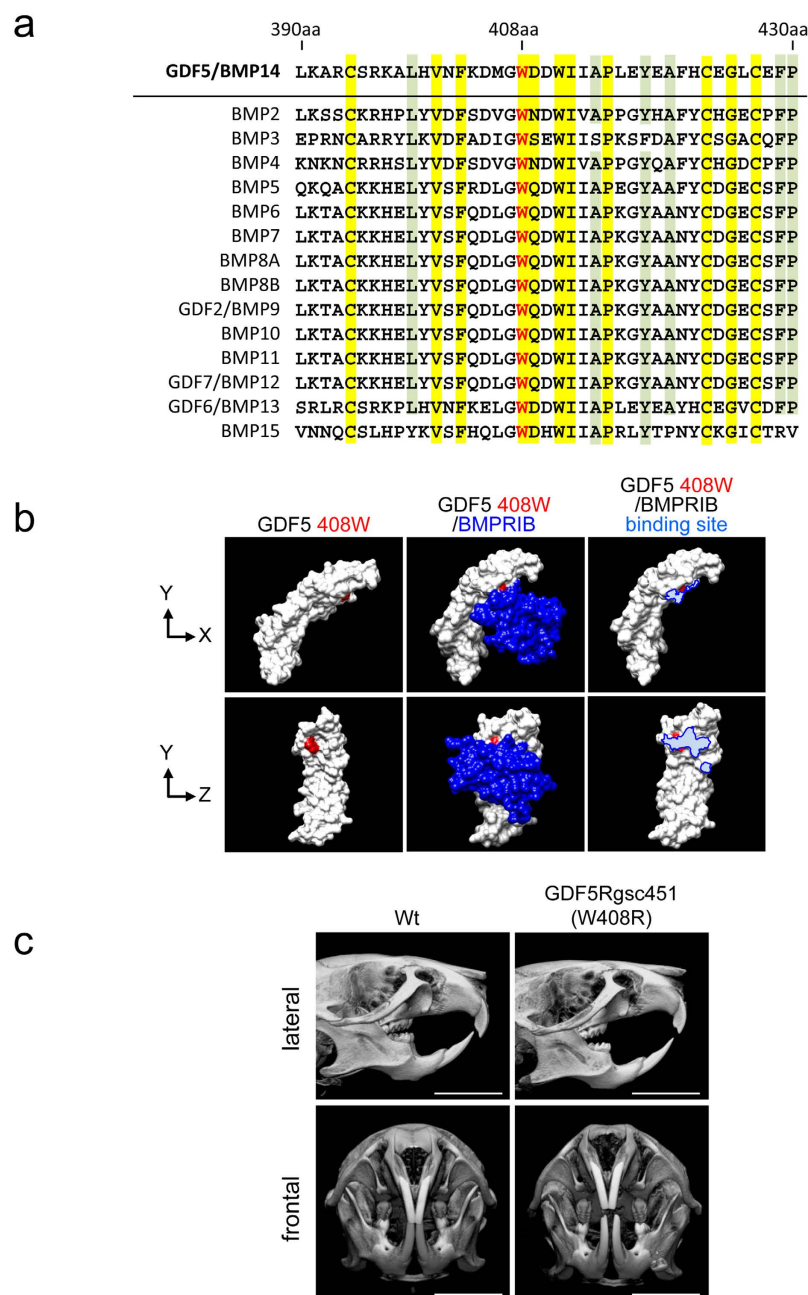 a
390aa 408aa 430aa
GDF5/BMP14 LKARCSRKALHVNFKDMGWDDWIIAPLEYEAFHCEGLCEFP
BMP2 LKSSCKRHPLYVDFSDVGWNDWIVAPPGYHAFYCHGECPFP
BMP3 EPRNCARRYLKVDFADIGWSEWIISPKSFDAFYCSGACQFP
BMP4 KNKNCRRHSLYVDFSDVGWNDWIVAPPGYQAFYCHGDCPFP
BMP5 QKQACKKHELYVSFRDLGWQDWIIAPEGYAAFYCDGECSFP
BMP6 LKTACKKHELYVSFQDLGWQDWIIAPKGYAANYCDGECSFP
BMP7 LKTACKKHELYVSFQDLGWQDWIIAPKGYAANYCDGECSFP
BMP8A LKTACKKHELYVSFQDLGWQDWIIAPKGYAANYCDGECSFP
BMP8B LKTACKKHELYVSFQDLGWQDWIIAPKGYAANYCDGECSFP
GDF2/BMP9 LKTACKKHELYVSFQDLGWQDWIIAPKGYAANYCDGECSFP
BMP10 LKTACKKHELYVSFQDLGWQDWIIAPKGYAANYCDGECSFP
BMP11 LKTACKKHELYVSFQDLGWQDWIIAPKGYAANYCDGECSFP
GDF7/BMP12 LKTACKKHELYVSFQDLGWQDWIIAPKGYAANYCDGECSFP
GDF6/BMP13 SRLRCSRKPLHVNFKELGWDDWIIAPLEYEAYHCEGVCDFP
BMP15 VNNQCSLHPYKVSFHQLGWDHWIIAPRLYTPNYCKGICTRV
b
GDF5 408W
GDF5 408W
/BMPRIB
GDF5 408W
/BMPRIB
binding site
Y
X
Y
Z
c
Wt
GDF5Rgsc451
(W408R)
lateral
frontal